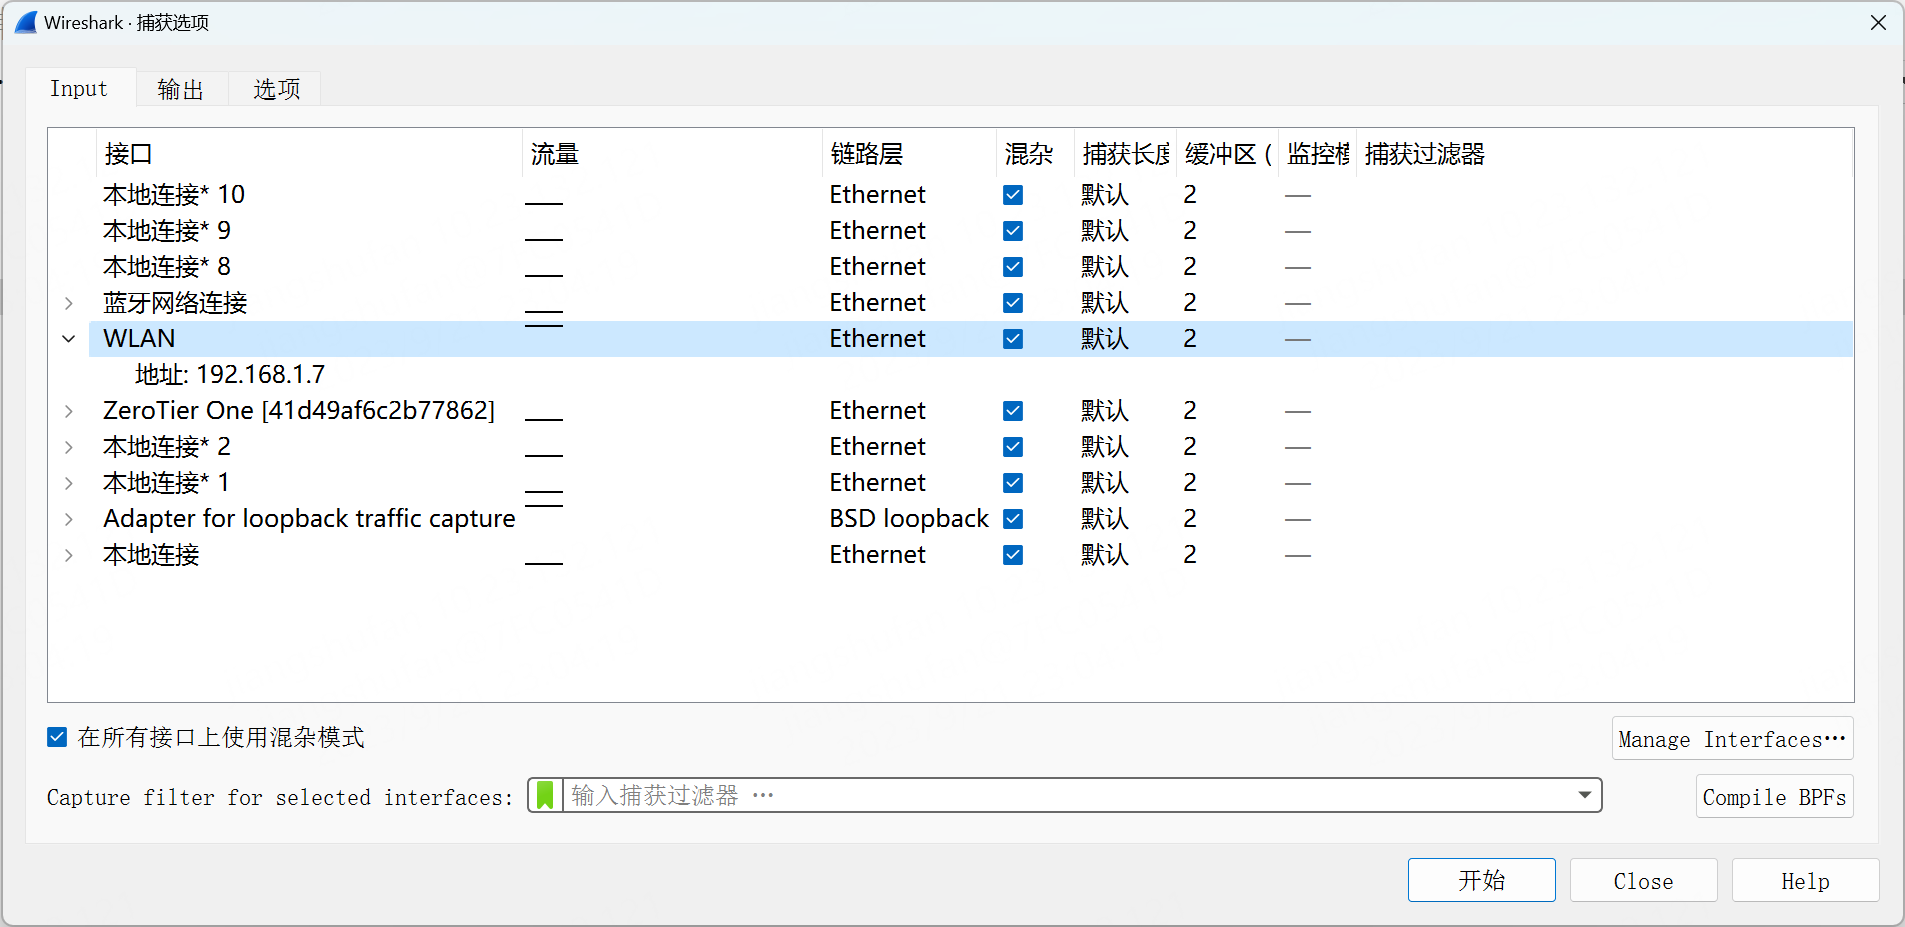 Wireshark · 捕获选项
Input 输出 选项
接口 流量 链路层 混杂 捕获长度 缓冲区 ( 监控模 捕获过滤器
本地连接* 10 Ethernet 默认 2 —
本地连接* 9 Ethernet 默认 2 —
本地连接* 8 Ethernet 默认 2 —
蓝牙网络连接 Ethernet 默认 2 —
WLAN Ethernet 默认 2 —
地址: 192.168.1.7
ZeroTier One [41d49af6c2b77862] Ethernet 默认 2 —
本地连接* 2 Ethernet 默认 2 —
本地连接* 1 Ethernet 默认 2 —
Adapter for loopback traffic capture BSD loopback 默认 2 —
本地连接 Ethernet 默认 2 —
在所有接口上使用混杂模式
Manage Interfaces…
Capture filter for selected interfaces: 输入捕获过滤器 …
Compile BPFs
开始 Close Help